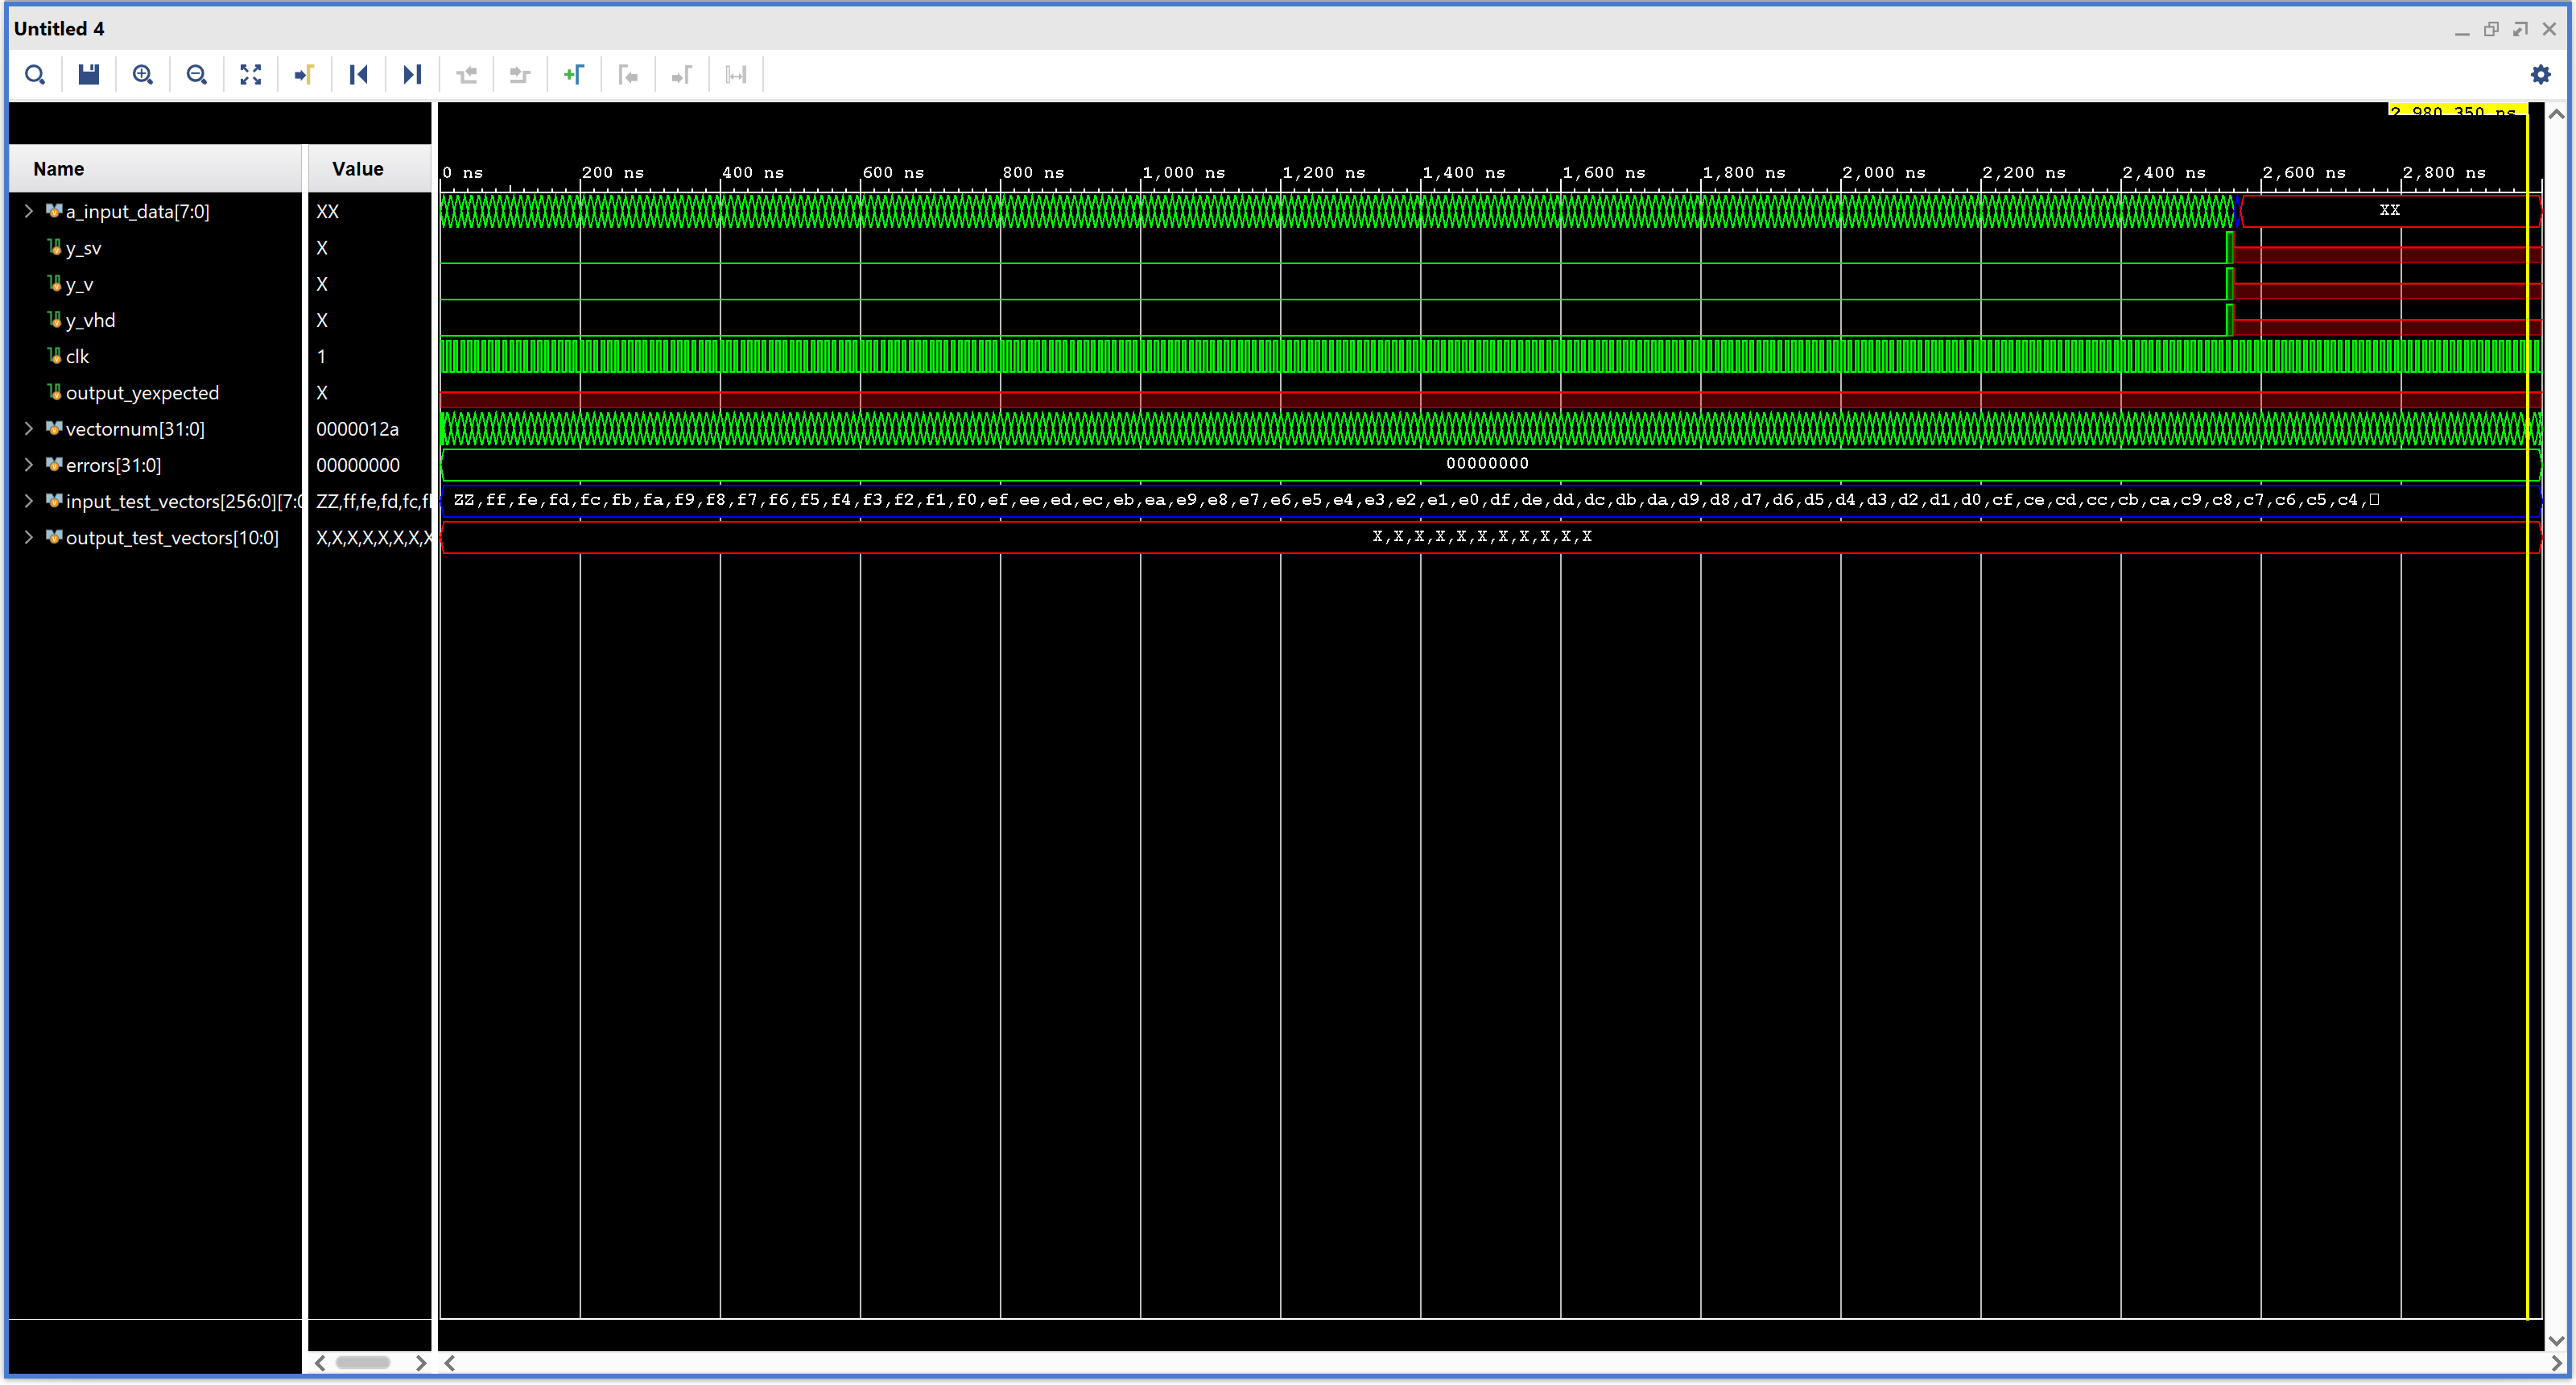 Untitled 4
2,980.350 ns
Name Value
0 ns 200 ns 400 ns 600 ns 800 ns 1,000 ns 1,200 ns 1,400 ns 1,600 ns 1,800 ns 2,000 ns 2,200 ns 2,400 ns 2,600 ns 2,800 ns
a_input_data[7:0] XX XX
y_sv X
y_v X
y_vhd X
clk 1
output_yexpected X
vectornum[31:0] 0000012a
errors[31:0] 00000000 00000000
input_test_vectors[256:0][7:0 ZZ,ff,fe,fd,fc,fl ZZ,ff,fe,fd,fc,fb,fa,f9,f8,f7,f6,f5,f4,f3,f2,f1,f0,ef,ee,ed,ec,eb,ea,e9,e8,e7,e6,e5,e4,e3,e2,e1,e0,df,de,dd,dc,db,da,d9,d8,d7,d6,d5,d4,d3,d2,d1,d0,cf,ce,cd,cc,cb,ca,c9,c8,c7,c6,c5,c4,
output_test_vectors[10:0] X,X,X,X,X,X,X,X X,X,X,X,X,X,X,X,X,X,X